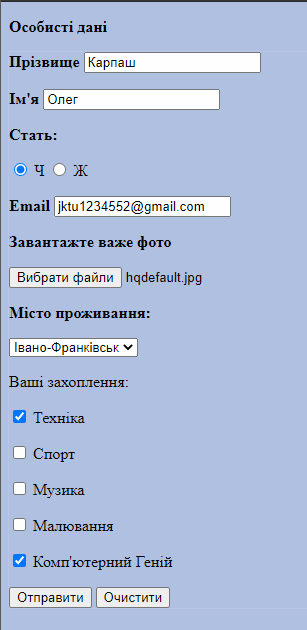 Особисті дані
Прізвище Карпаш
Ім'я Олег
Стать:
Ч Ж
Email jktu1234552@gmail.com
Завантажте важе фото
Вибрати файли hqdefault.jpg
Місто проживання:
Івано-Франківськ
Ваші захоплення:
Техніка
Спорт
Музика
Малювання
Комп'ютерний Геній
Отправити Очистити